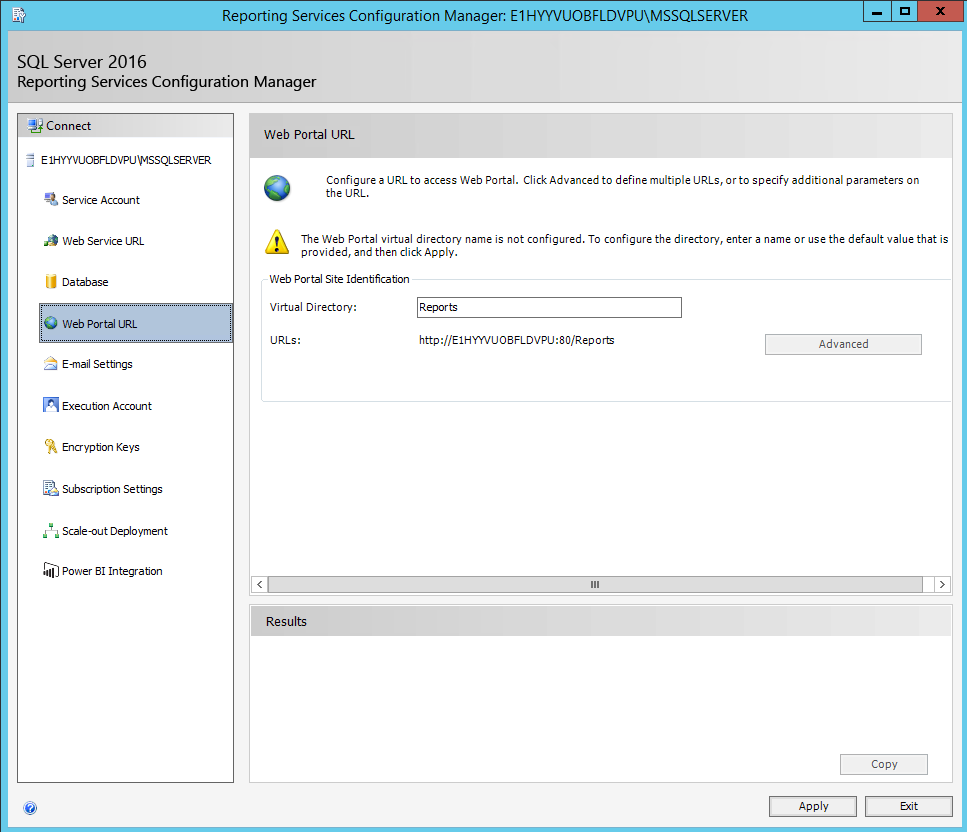 Reporting Services Configuration Manager: E1HYYVUOBFLDVPU\MSSQLSERVER
SQL Server 2016
Reporting Services Configuration Manager
Connect
E1HYYVUOBFLDVPU\MSSQLSERVER
Service Account
Web Service URL
Database
Web Portal URL
E-mail Settings
Execution Account
Encryption Keys
Subscription Settings
Scale-out Deployment
Power BI Integration
Web Portal URL
Configure a URL to access Web Portal. Click Advanced to define multiple URLs, or to specify additional parameters on
the URL.
The Web Portal virtual directory name is not configured. To configure the directory, enter a name or use the default value that is
provided, and then click Apply.
Web Portal Site Identification
Virtual Directory: Reports
URLs: http://E1HYYVUOBFLDVPU:80/Reports
Advanced
Results
Copy
Apply Exit